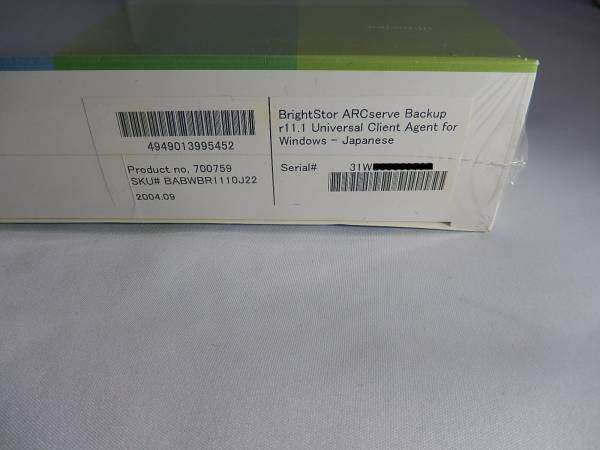 4949013995452
Product no. 700759
SKU# BABWBR1110J22
2004.09
BrightStor ARCserve Backup
r11.1 Universal Client Agent for
Windows - Japanese
Serial# 31W